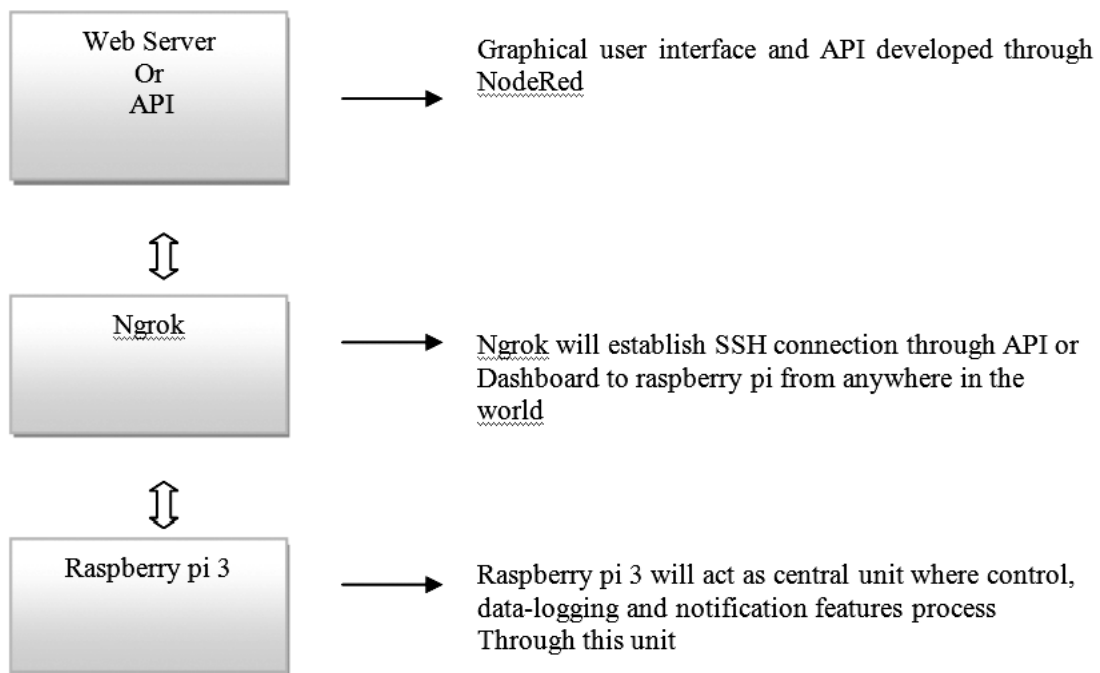 Web Server
Or
API
Graphical user interface and API developed through
NodeRed
Ngrok
Ngrok will establish SSH connection through API or
Dashboard to raspberry pi from anywhere in the
world
Raspberry pi 3
Raspberry pi 3 will act as central unit where control,
data-logging and notification features process
Through this unit